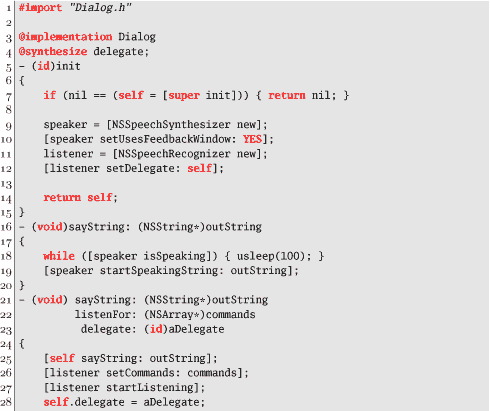 1 #import "Dialog.h"
2
3 @implementation Dialog
4 @synthesize delegate;
5 - (id)init
6 {
7     if (nil == (self = [super init])) { return nil; }
8
9     speaker = [NSSpeechSynthesizer new];
10     [speaker setUsesFeedbackWindow: YES];
11     listener = [NSSpeechRecognizer new];
12     [listener setDelegate: self];
13
14     return self;
15 }
16 - (void)sayString: (NSString*)outString
17 {
18     while ([speaker isSpeaking]) { usleep(100); }
19     [speaker startSpeakingString: outString];
20 }
21 - (void) sayString: (NSString*)outString
22         listenFor: (NSArray*)commands
23          delegate: (id)aDelegate
24 {
25     [self sayString: outString];
26     [listener setCommands: commands];
27     [listener startListening];
28     self.delegate = aDelegate;